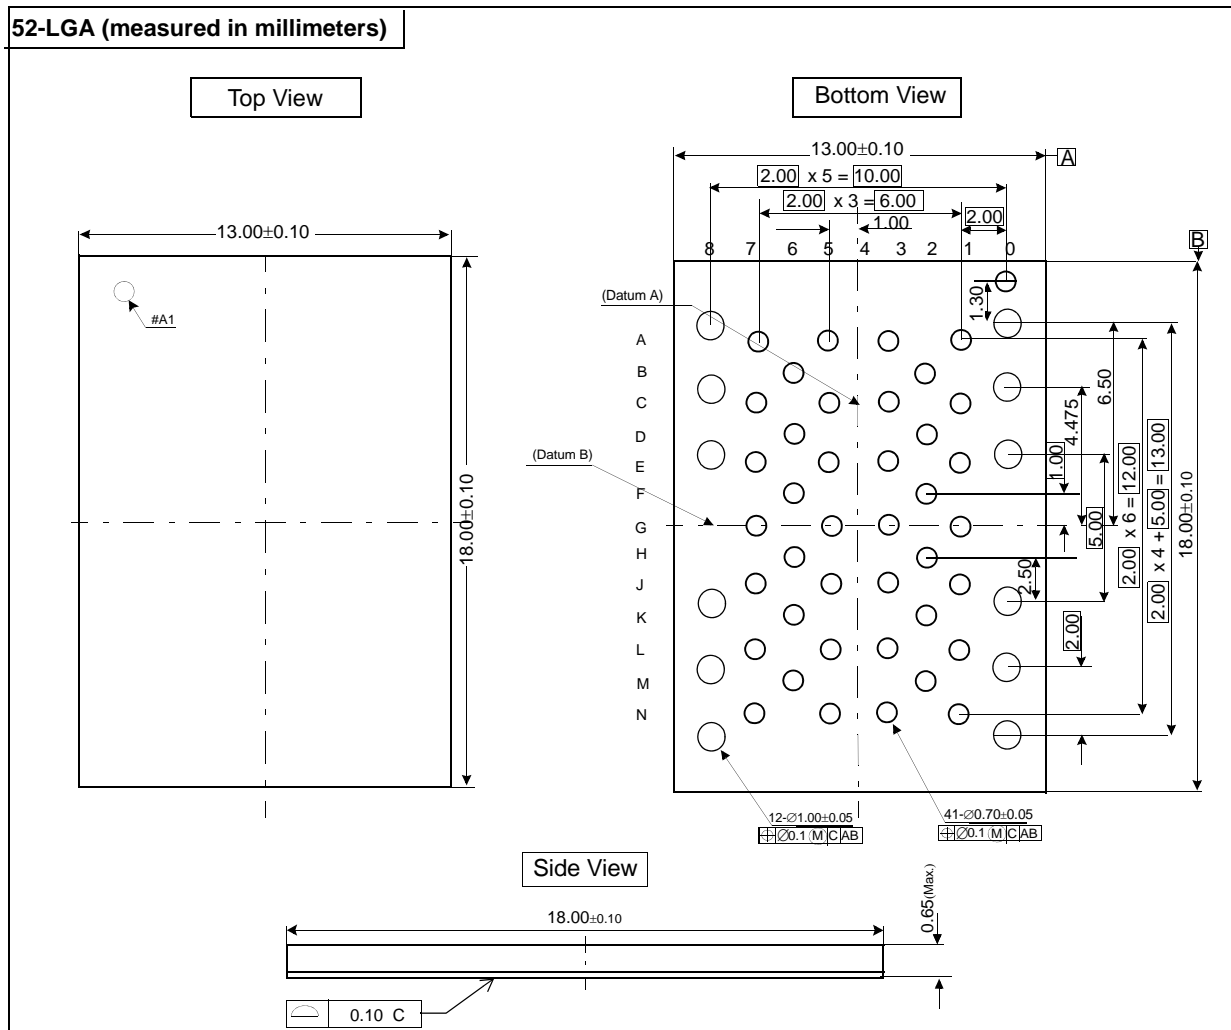 52-LGA (measured in millimeters)
Top View
Bottom View
13.00±0.10
A
2.00 x 5 = 10.00
2.00 x 3 = 6.00
1.00
2.00
B
8 7 6 5 4 3 2 1 0
13.00±0.10
#A1
18.00±0.10
(Datum A)
(Datum B)
A
B
C
D
E
F
G
H
J
K
L
M
N
1.30
6.50
4.475
1.00
5.00
2.50
2.00
2.00 x 6 = 12.00
2.00 x 4 + 5.00 = 13.00
18.00±0.10
12-∅1.00±0.05
⌖ ∅0.1 Ⓜ C AB
41-∅0.70±0.05
⌖ ∅0.1 Ⓜ C AB
Side View
18.00±0.10
0.65(Max.)
0.10 C